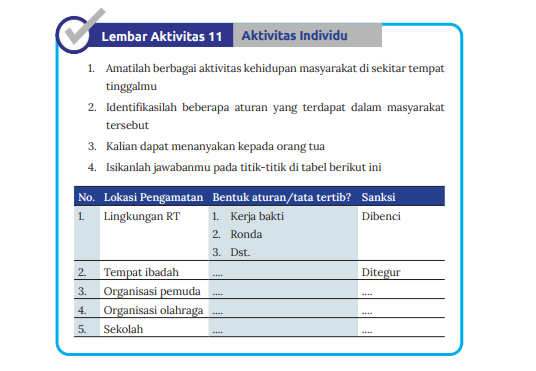 Lembar Aktivitas 11 Aktivitas Individu
1. Amatilah berbagai aktivitas kehidupan masyarakat di sekitar tempat
tinggalmu
2. Identifikasilah beberapa aturan yang terdapat dalam masyarakat
tersebut
3. Kalian dapat menanyakan kepada orang tua
4. Isikanlah jawabanmu pada titik-titik di tabel berikut ini
No. Lokasi Pengamatan Bentuk aturan/tata tertib? Sanksi
1. Lingkungan RT 1. Kerja bakti Dibenci
2. Ronda
3. Dst.
2. Tempat ibadah .... Ditegur
3. Organisasi pemuda .... ....
4. Organisasi olahraga .... ....
5. Sekolah .... ....